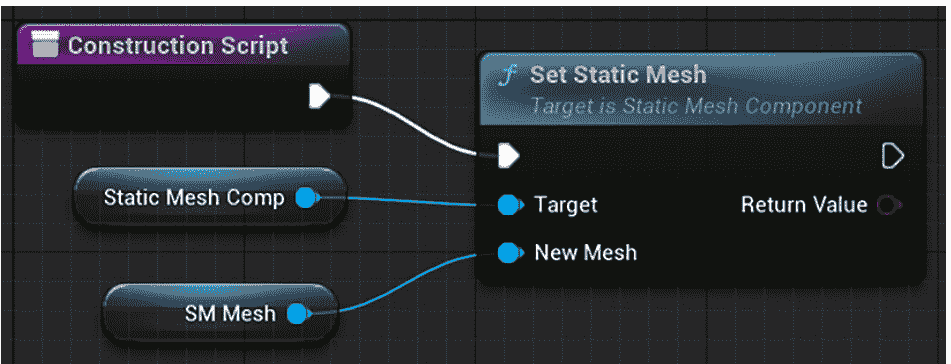 Construction Script
Set Static Mesh
Target is Static Mesh Component
Static Mesh Comp
Target
Return Value
New Mesh
SM Mesh